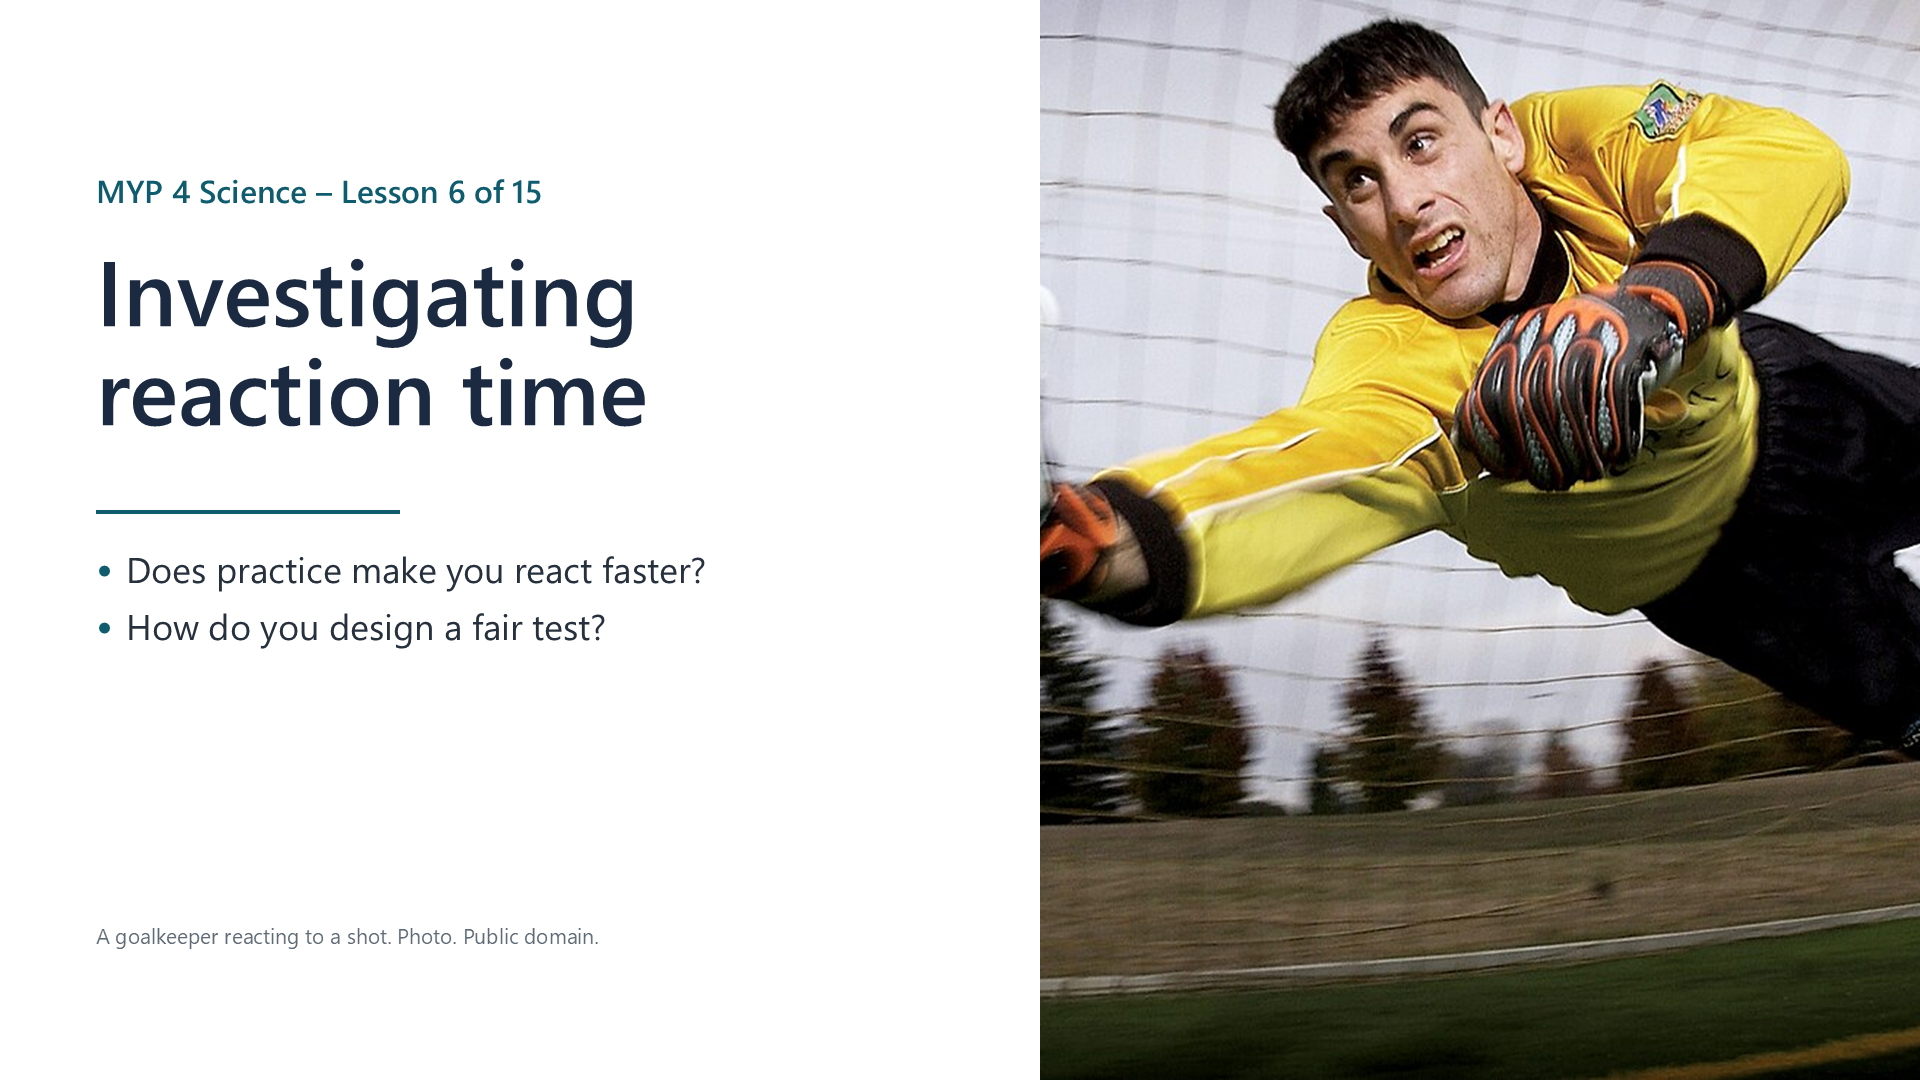 MYP 4 Science – Lesson 6 of 15
Investigating
reaction time
• Does practice make you react faster?
• How do you design a fair test?
A goalkeeper reacting to a shot. Photo. Public domain.